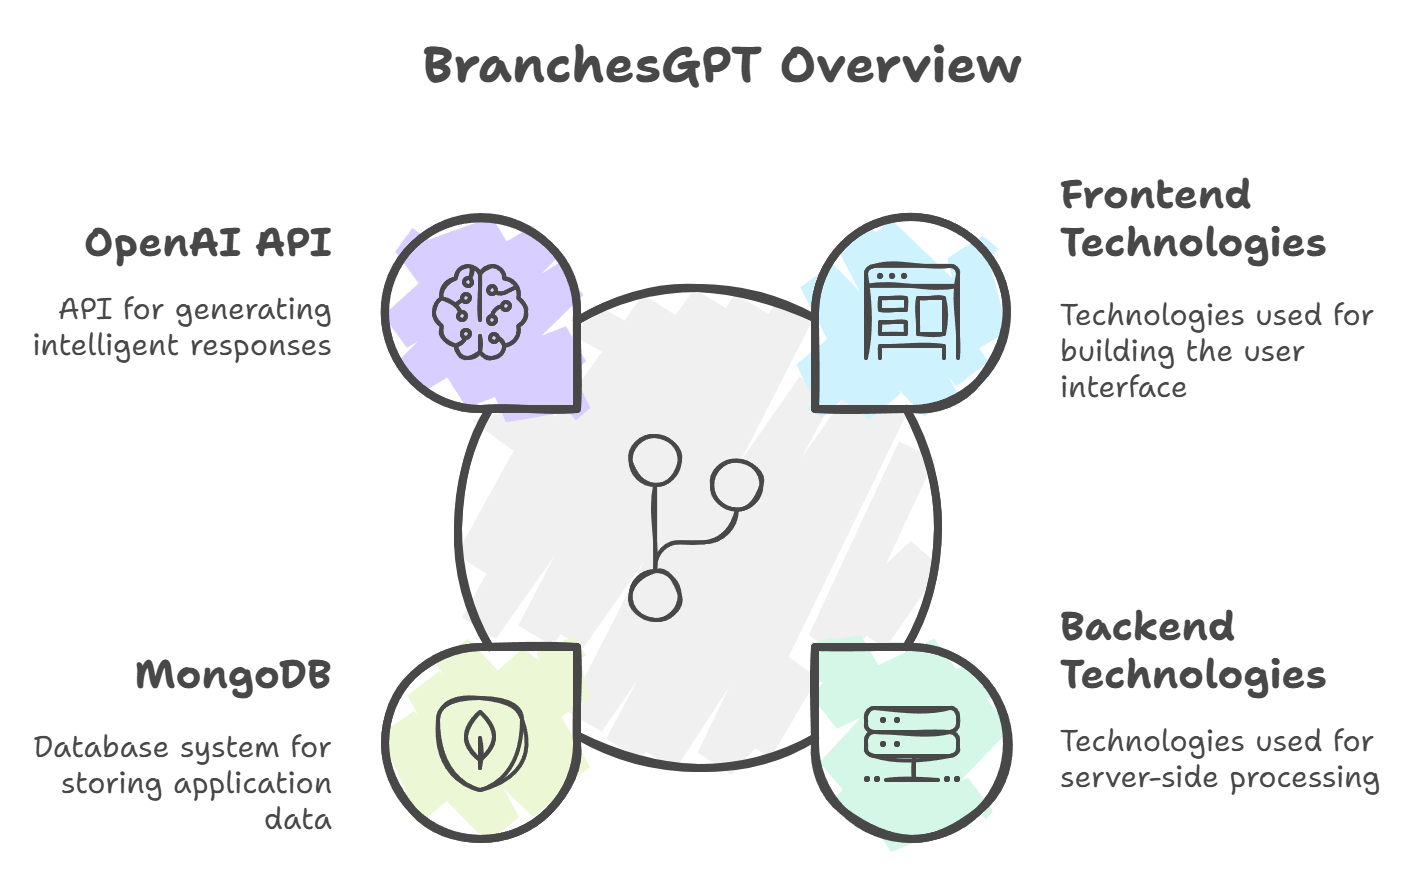 BranchesGPT Overview
OpenAI API
API for generating
intelligent responses
Frontend
Technologies
Technologies used for
building the user
interface
MongoDB
Database system for
storing application
data
Backend
Technologies
Technologies used for
server-side processing